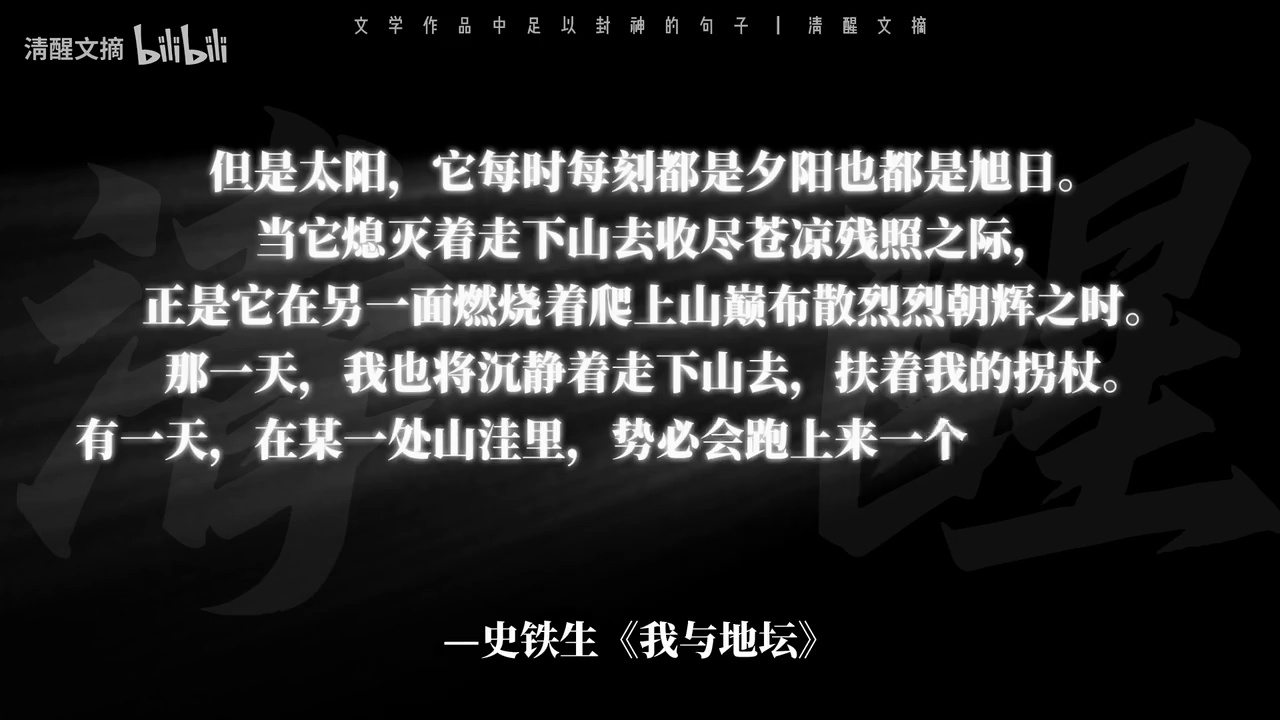 文学作品中足以封神的句子 | 清醒文摘
清醒文摘 bilibili
清醒
但是太阳，它每时每刻都是夕阳也都是旭日。
当它熄灭着走下山去收尽苍凉残照之际，
正是它在另一面燃烧着爬上山巅布散烈烈朝辉之时。
那一天，我也将沉静着走下山去，扶着我的拐杖。
有一天，在某一处山洼里，势必会跑上来一个
—史铁生《我与地坛》